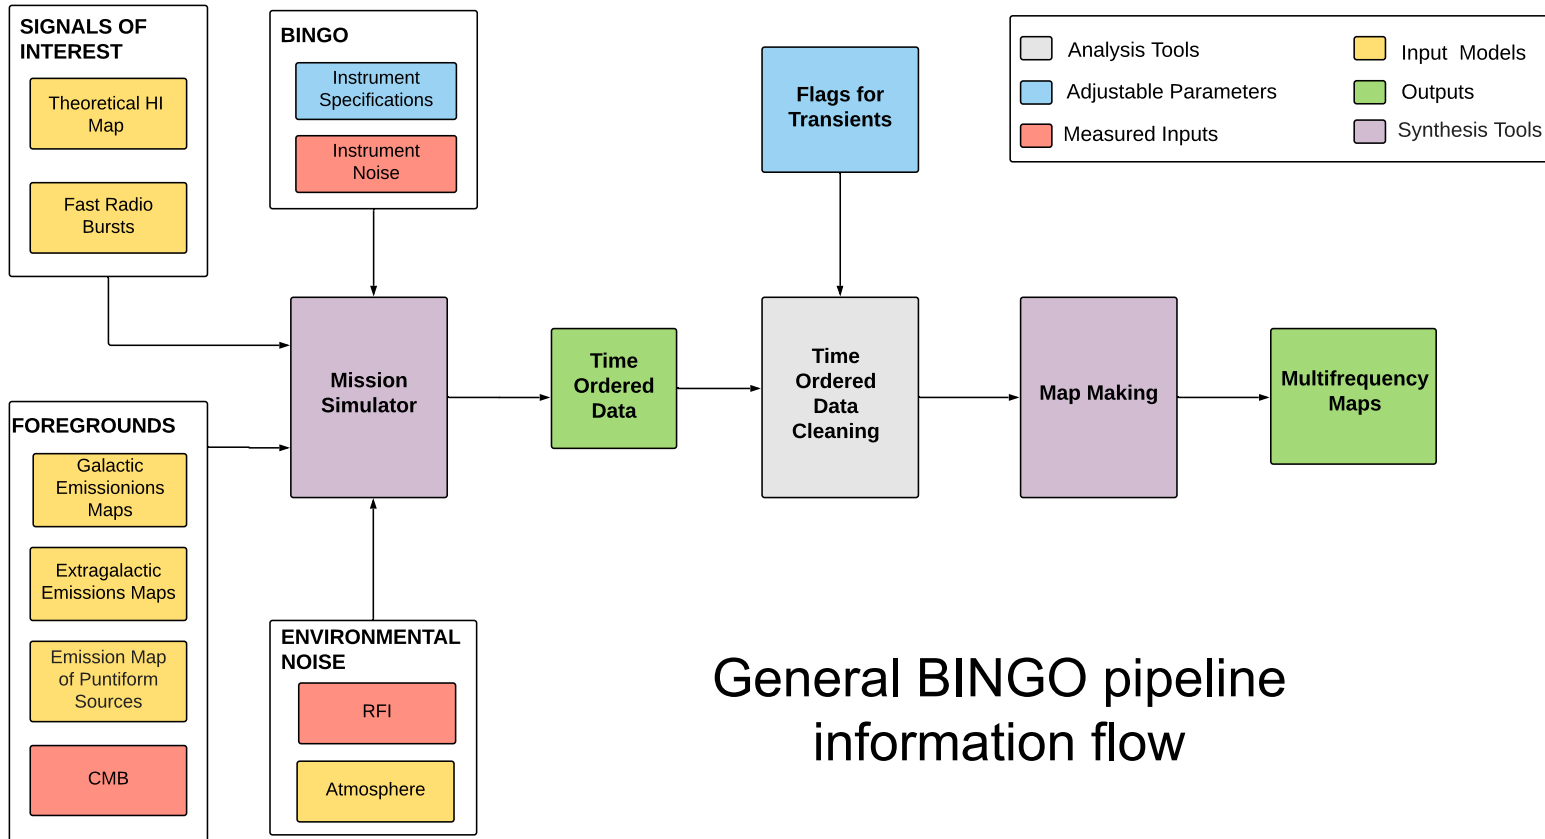 SIGNALS OF
INTEREST
Theoretical HI
Map
Fast Radio
Bursts
BINGO
Instrument
Specifications
Instrument
Noise
Flags for
Transients
Analysis Tools
Adjustable Parameters
Measured Inputs
Input Models
Outputs
Synthesis Tools
Mission
Simulator
Time
Ordered
Data
Time
Ordered
Data
Cleaning
Map Making
Multifrequency
Maps
FOREGROUNDS
Galactic
Emissionions
Maps
Extragalactic
Emissions Maps
Emission Map
of Puntiform
Sources
CMB
ENVIRONMENTAL
NOISE
RFI
Atmosphere
General BINGO pipeline
information flow